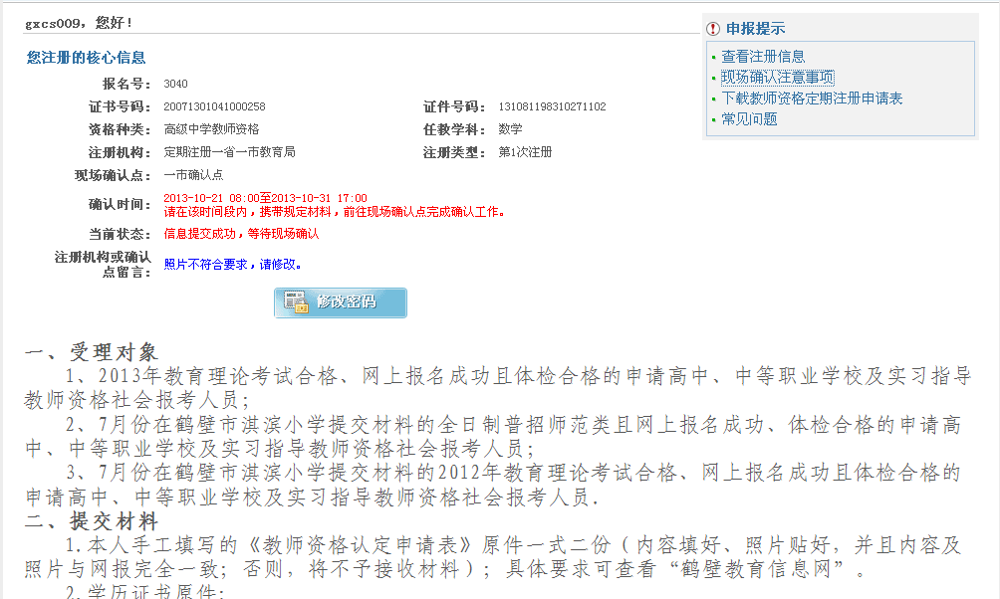 gxcs009，您好！
您注册的核心信息
报名号： 3040
证书号码： 20071301041000258 证件号码： 131081198310271102
资格种类： 高级中学教师资格 任教学科： 数学
注册机构： 定期注册一省一市教育局 注册类型： 第1次注册
现场确认点： 一市确认点
确认时间： 2013-10-21 08:00至2013-10-31 17:00
请在该时间段内，携带规定材料，前往现场确认点完成确认工作。
当前状态： 信息提交成功，等待现场确认
注册机构或确认
点留言： 照片不符合要求，请修改。
修改密码
申报提示
查看注册信息
现场确认注意事项
下载教师资格定期注册申请表
常见问题
一、受理对象
1、2013年教育理论考试合格、网上报名成功且体检合格的申请高中、中等职业学校及实习指导
教师资格社会报考人员；
2、7月份在鹤壁市淇滨小学提交材料的全日制普招师范类且网上报名成功、体检合格的申请高
中、中等职业学校及实习指导教师资格社会报考人员；
3、7月份在鹤壁市淇滨小学提交材料的2012年教育理论考试合格、网上报名成功且体检合格的
申请高中、中等职业学校及实习指导教师资格社会报考人员.
二、提交材料
1.本人手工填写的《教师资格认定申请表》原件一式二份（内容填好、照片贴好，并且内容及
照片与网报完全一致；否则，将不予接收材料）；具体要求可查看“鹤壁教育信息网”。
2.学历证书原件;